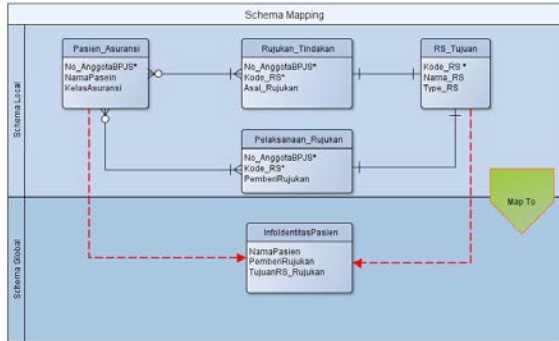 Schema Mapping
Schema Local
Pasien_Asuransi
No_AnggotaBPJS*
NamaPasein
KelasAsuransi
Rujukan_Tindakan
No_AnggotaBPJS*
Kode_RS*
Asal_Rujukan
RS_Tujuan
Kode_RS *
Nama_RS
Type_RS
Pelaksanaan_Rujukan
No_AnggotaBPJS*
Kode_RS*
PemberiRujukan
Map To
Schema Global
InfoIdentitasPasien
NamaPasien
PemberiRujukan
TujuanRS_Rujukan